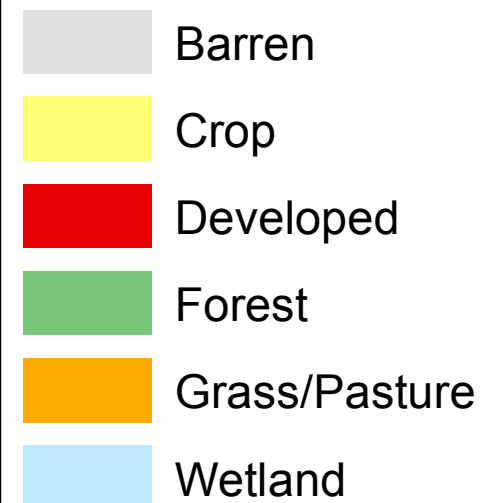 Barren
Crop
Developed
Forest
Grass/Pasture
Wetland